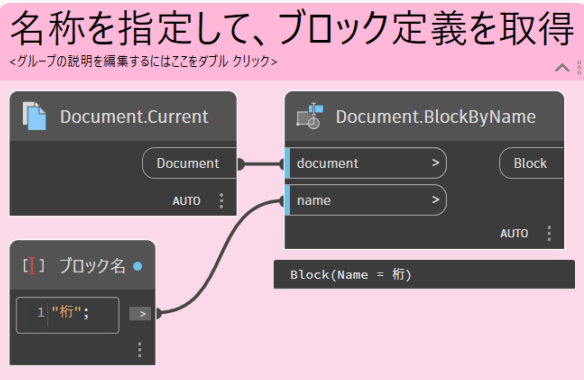 名称を指定して、ブロック定義を取得
<グループの説明を編集するにはここをダブル クリック>
Document.Current
Document
AUTO
Document.BlockByName
document >
Block
name >
AUTO
Block(Name = 桁)
[I] ブロック名
1 "桁"; >